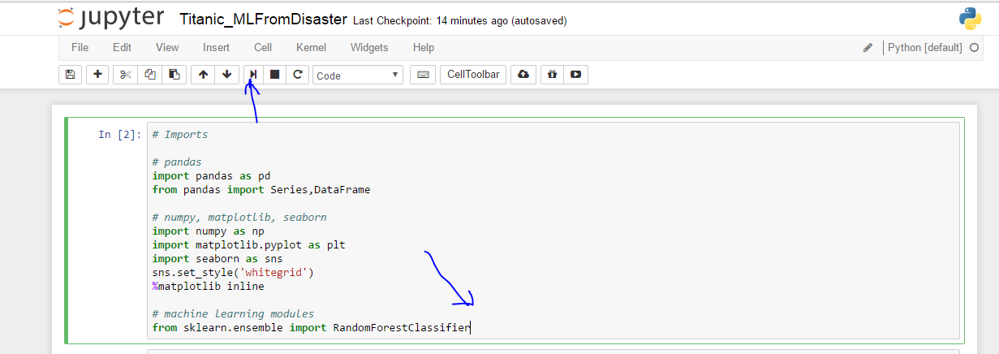 jupyter Titanic_MLFromDisaster Last Checkpoint: 14 minutes ago (autosaved)
File Edit View Insert Cell Kernel Widgets Help Python [default]
Code CellToolbar
In [2]: # Imports
# pandas
import pandas as pd
from pandas import Series,DataFrame
# numpy, matplotlib, seaborn
import numpy as np
import matplotlib.pyplot as plt
import seaborn as sns
sns.set_style('whitegrid')
%matplotlib inline
# machine learning modules
from sklearn.ensemble import RandomForestClassifier